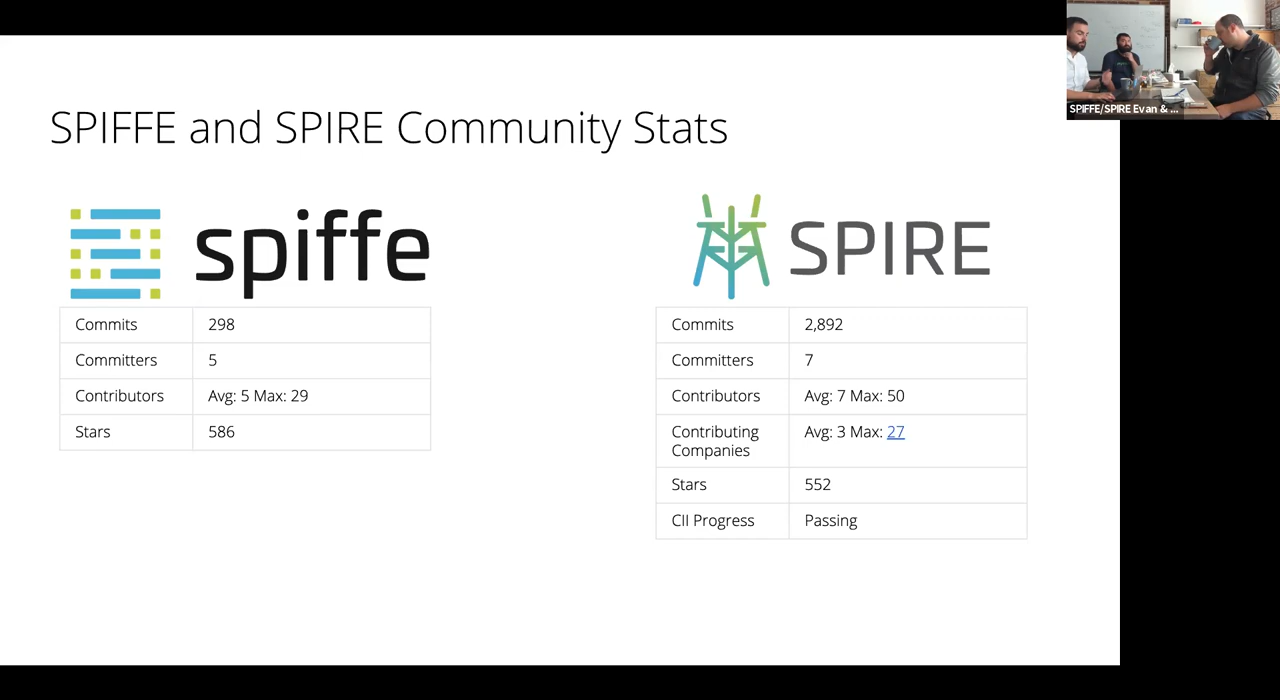 SPIFFE/SPIRE Evan & ...
SPIFFE and SPIRE Community Stats
spiffe
Commits 298
Committers 5
Contributors Avg: 5 Max: 29
Stars 586
SPIRE
Commits 2,892
Committers 7
Contributors Avg: 7 Max: 50
Contributing Avg: 3 Max: 27
Companies
Stars 552
CII Progress Passing